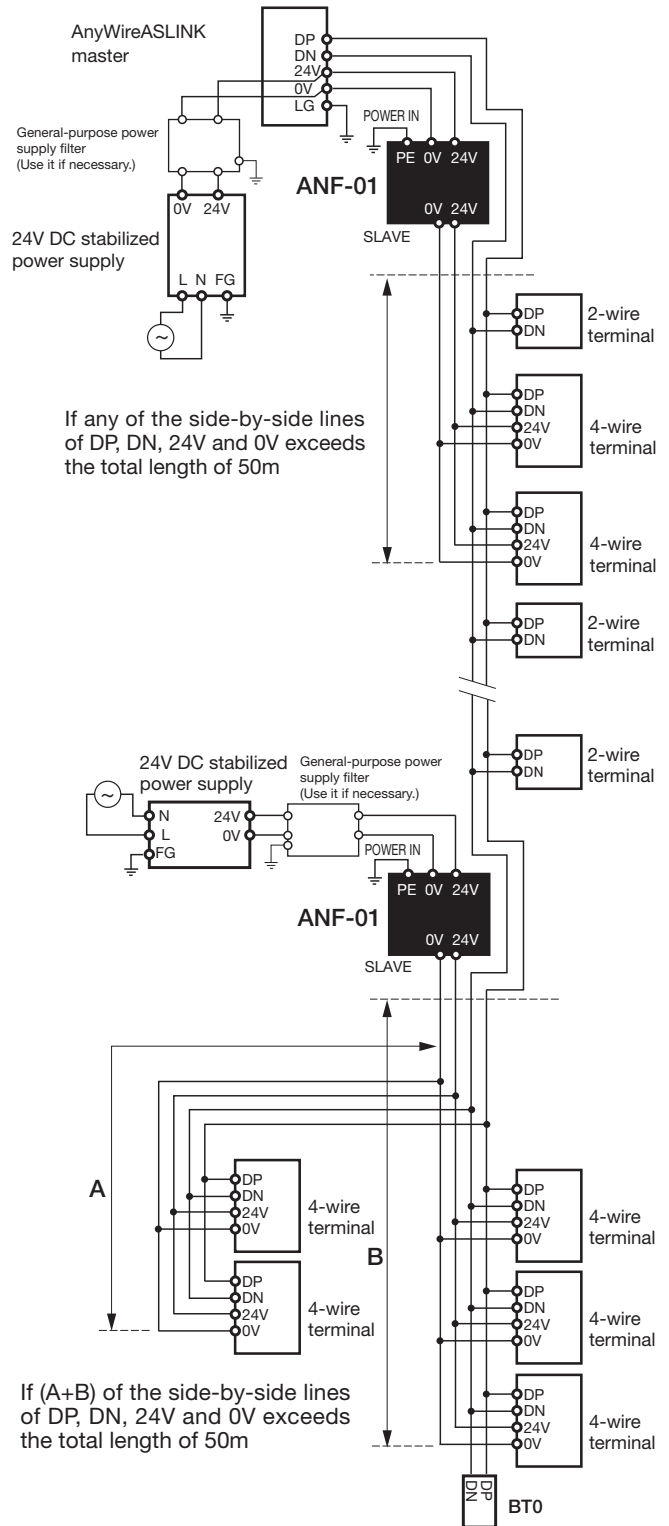 AnyWireASLINK
master
DP
DN
24V
0V
LG
General-purpose power
supply filter
(Use it if necessary.)
POWER IN
PE 0V 24V
ANF-01
0V 24V
SLAVE
0V 24V
24V DC stabilized
power supply
L N FG
~
DP
DN
2-wire
terminal
If any of the side-by-side lines
of DP, DN, 24V and 0V exceeds
the total length of 50m
DP
DN
24V
0V
4-wire
terminal
DP
DN
24V
0V
4-wire
terminal
DP
DN
2-wire
terminal
DP
DN
2-wire
terminal
24V DC stabilized
power supply
General-purpose power
supply filter
(Use it if necessary.)
~
N
L
FG
24V
0V
POWER IN
PE 0V 24V
ANF-01
0V 24V
SLAVE
A
B
DP
DN
24V
0V
4-wire
terminal
DP
DN
24V
0V
4-wire
terminal
DP
DN
24V
0V
4-wire
terminal
DP
DN
24V
0V
4-wire
terminal
DP
DN
24V
0V
4-wire
terminal
If (A+B) of the side-by-side lines
of DP, DN, 24V and 0V exceeds
the total length of 50m
DN
DP
BT0